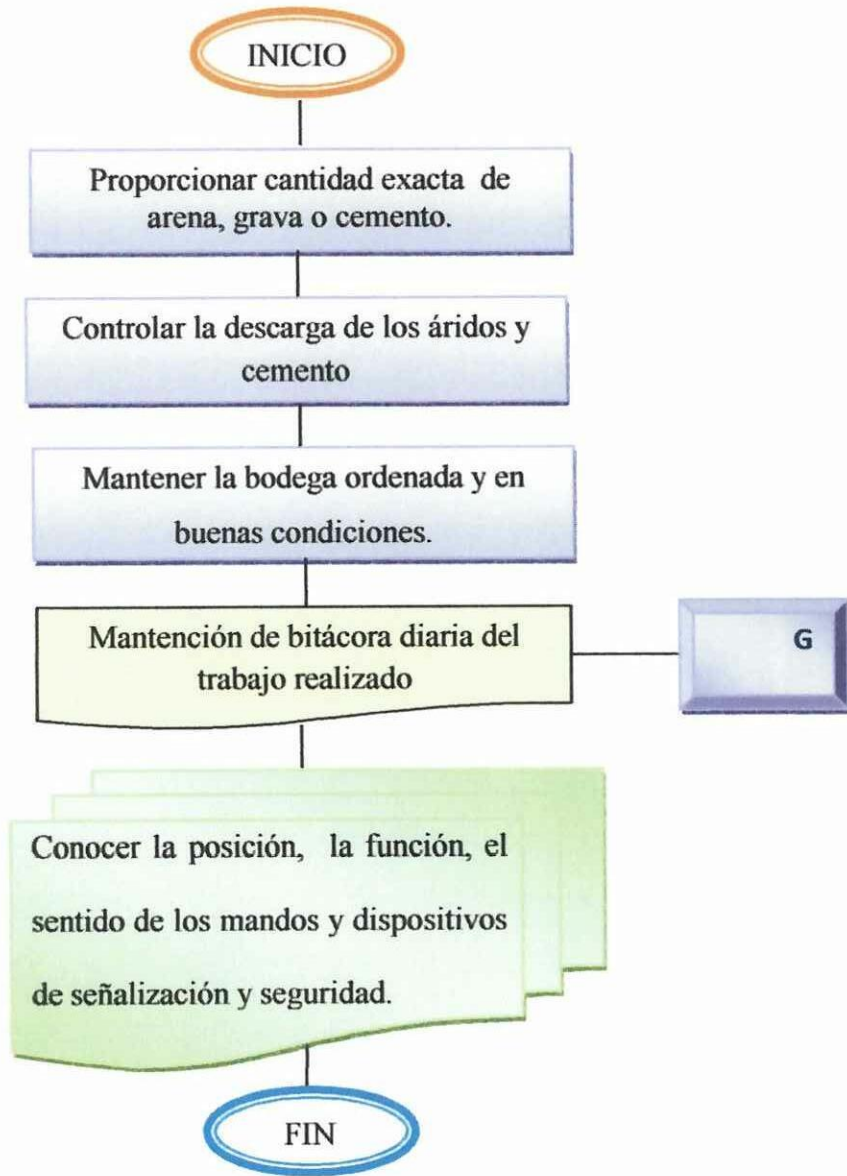 INICIO
Proporcionar cantidad exacta de
arena, grava o cemento.
Controlar la descarga de los áridos y
cemento
Mantener la bodega ordenada y en
buenas condiciones.
Mantención de bitácora diaria del
trabajo realizado
G
Conocer la posición, la función, el
sentido de los mandos y dispositivos
de señalización y seguridad.
FIN